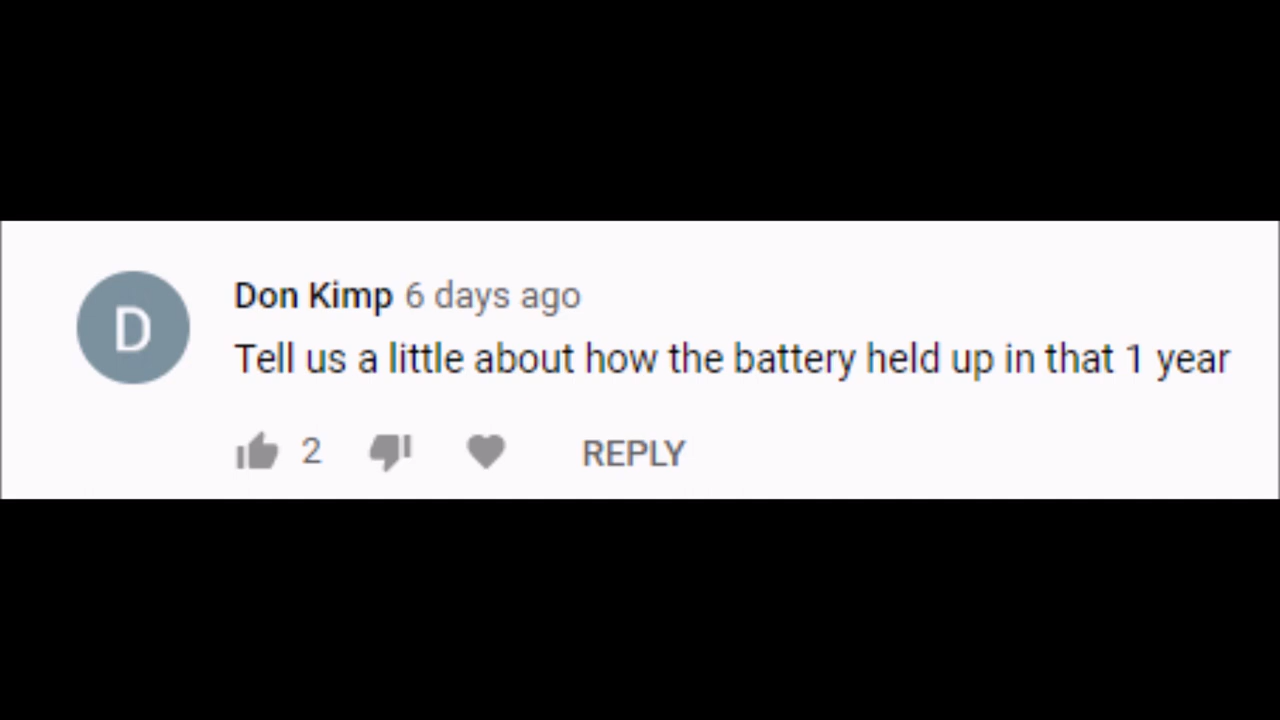 D
Don Kimp 6 days ago
Tell us a little about how the battery held up in that 1 year
2 REPLY